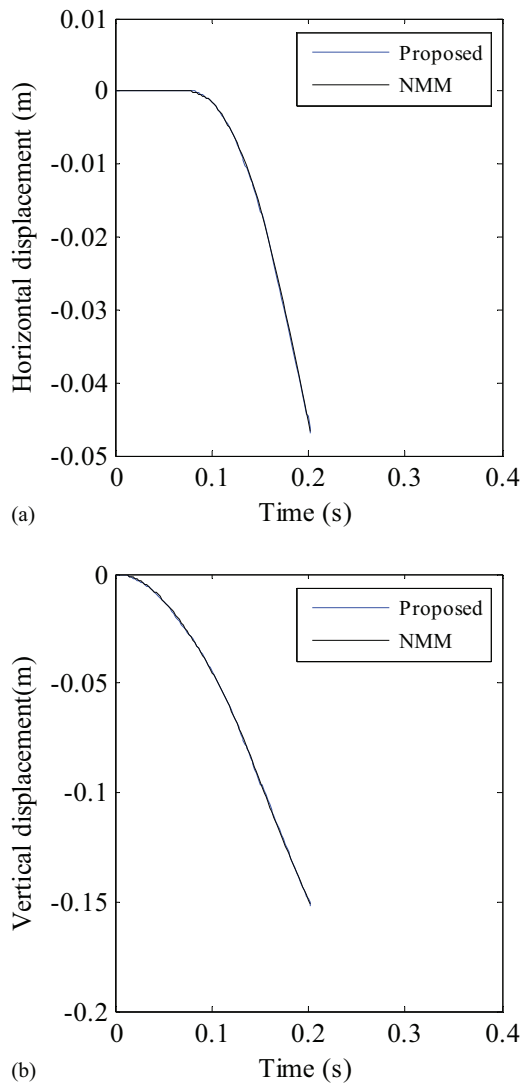 0.01
0
-0.01
-0.02
-0.03
-0.04
-0.05
Horizontal displacement (m)
Proposed
NMM
0 0.1 0.2 0.3 0.4
Time (s)
(a)
0
-0.05
-0.1
-0.15
-0.2
Vertical displacement(m)
Proposed
NMM
0 0.1 0.2 0.3 0.4
Time (s)
(b)